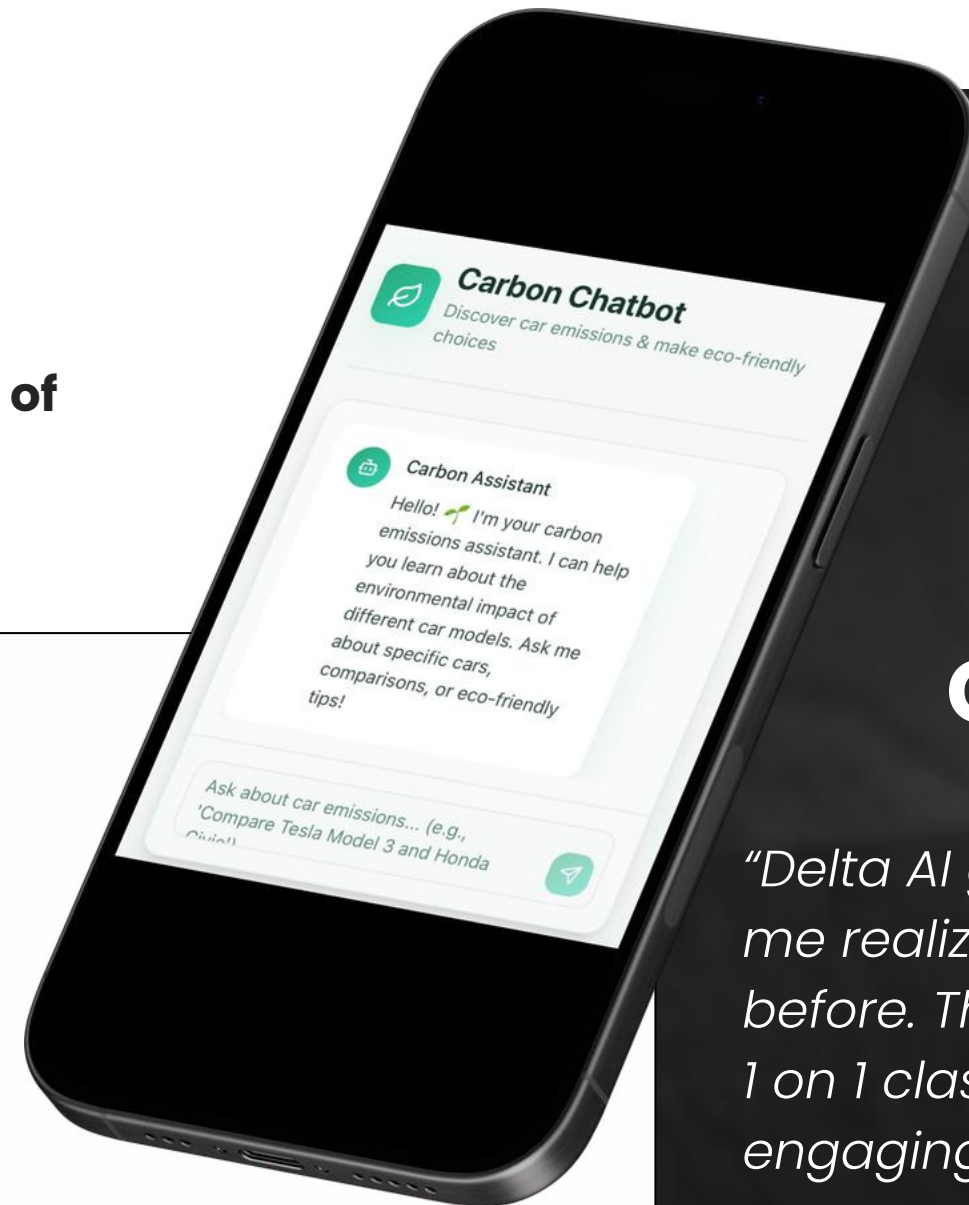 of
Carbon Chatbot
Discover car emissions & make eco-friendly
choices
Carbon Assistant
Hello! 🌱 I'm your carbon
emissions assistant. I can help
you learn about the
environmental impact of
different car models. Ask me
about specific cars,
comparisons, or eco-friendly
tips!
Ask about car emissions... (e.g.,
'Compare Tesla Model 3 and Honda
Civic')
“Delta AI
me realiz
before. Th
1 on 1 clas
engaging